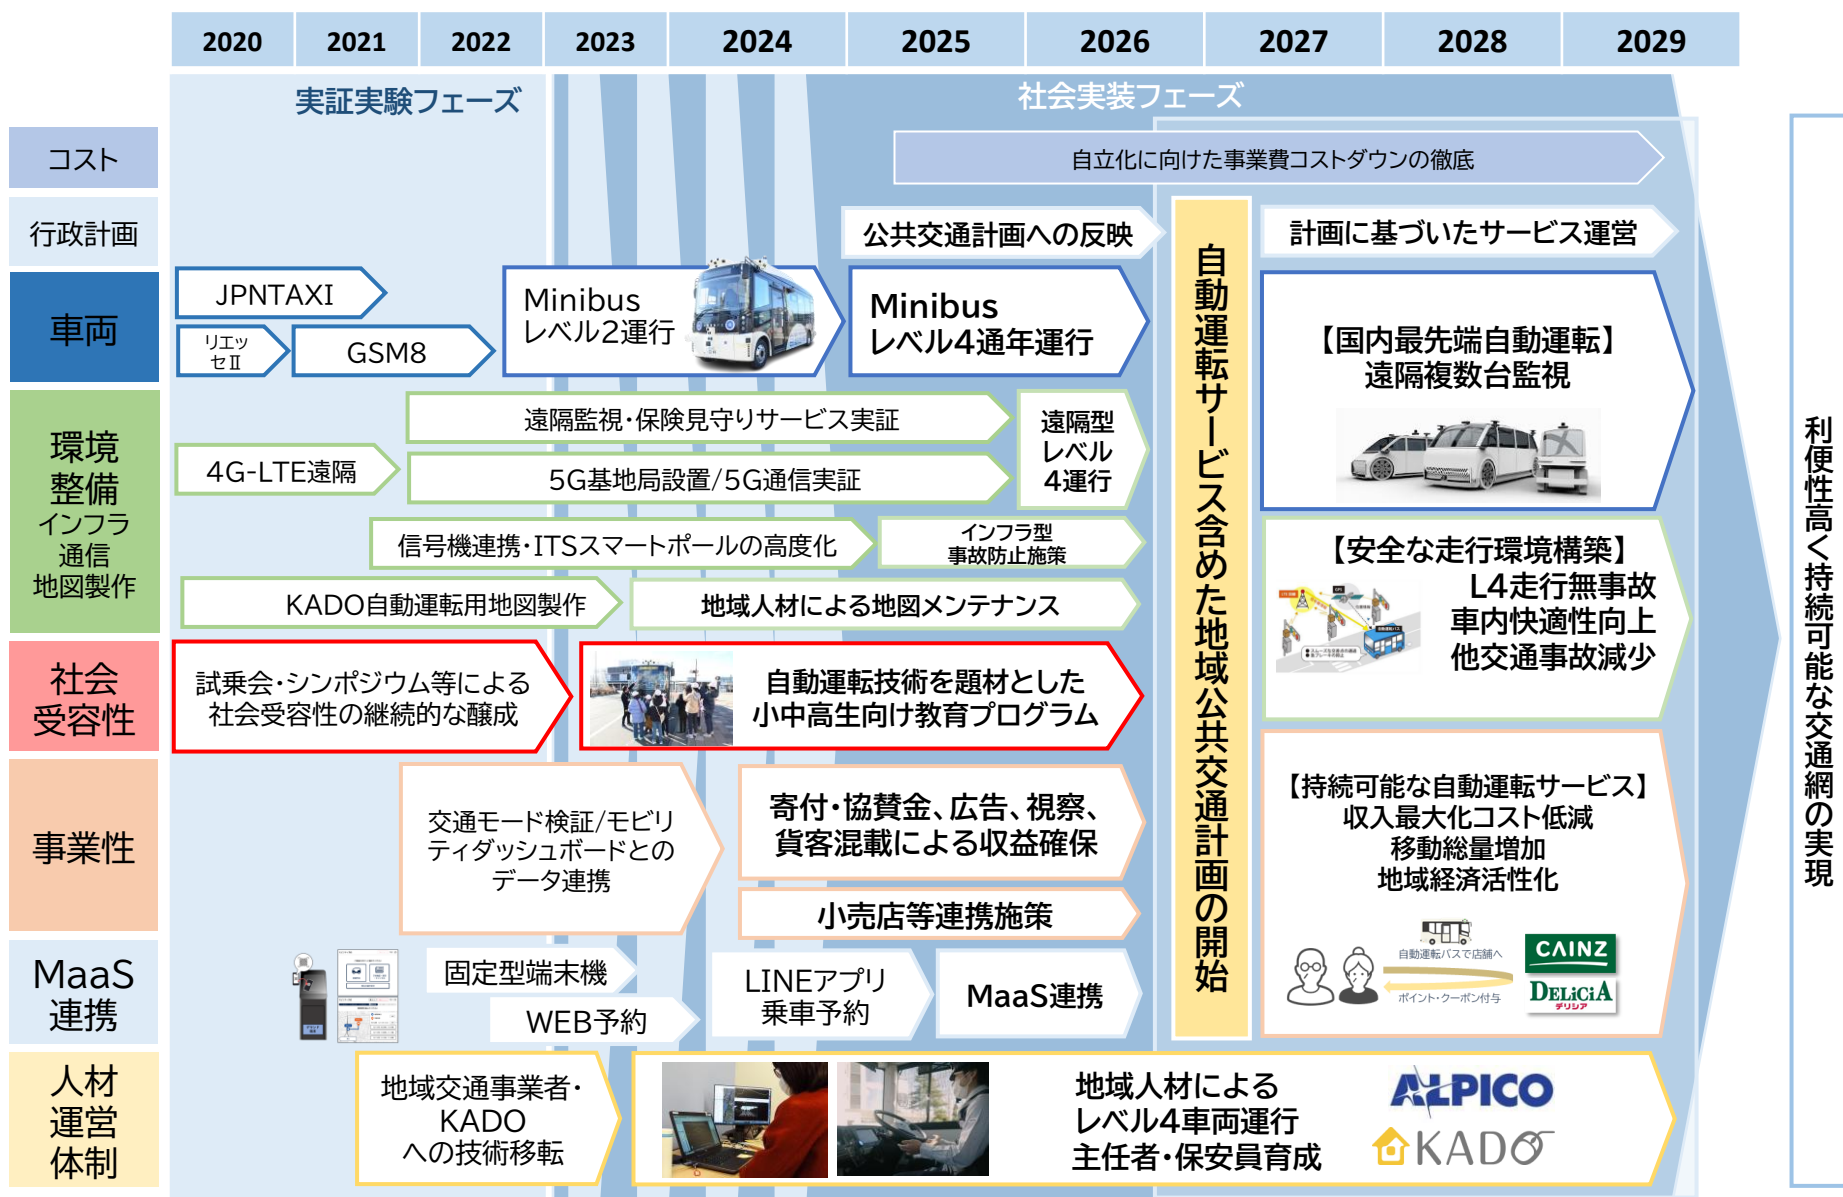 2020 2021 2022 2023 2024 2025 2026 2027 2028 2029
実証実験フェーズ
社会実装フェーズ
コスト
自立化に向けた事業費コストダウンの徹底
行政計画
公共交通計画への反映
計画に基づいたサービス運営
車両
JPNTAXI
リエッ
セⅡ
GSM8
Minibus
レベル2運行
Minibus
レベル4通年運行
【国内最先端自動運転】
遠隔複数台監視
環境
整備
インフラ
通信
地図製作
遠隔監視・保険見守りサービス実証
4G-LTE遠隔
5G基地局設置/5G通信実証
遠隔型
レベル
4運行
信号機連携・ITSスマートポールの高度化
インフラ型
事故防止施策
KADO自動運転用地図製作
地域人材による地図メンテナンス
【安全な走行環境構築】
L4走行無事故
車内快適性向上
他交通事故減少
社会
受容性
試乗会・シンポジウム等による
社会受容性の継続的な醸成
自動運転技術を題材とした
小中高生向け教育プログラム
事業性
交通モード検証/モビリ
ティダッシュボードとの
データ連携
寄付・協賛金、広告、視察、
貨客混載による収益確保
小売店等連携施策
【持続可能な自動運転サービス】
収入最大化コスト低減
移動総量増加
地域経済活性化
自動運転バスで店舗へ
ポイント・クーポン付与
CAINZ
DELiCiA
デリシア
MaaS
連携
固定型端末機
WEB予約
LINEアプリ
乗車予約
MaaS連携
人材
運営
体制
地域交通事業者・
KADO
への技術移転
地域人材による
レベル4車両運行
主任者・保安員育成
ALPICO
KADO
自動運転サービス含めた地域公共交通計画の開始
利便性高く持続可能な交通網の実現